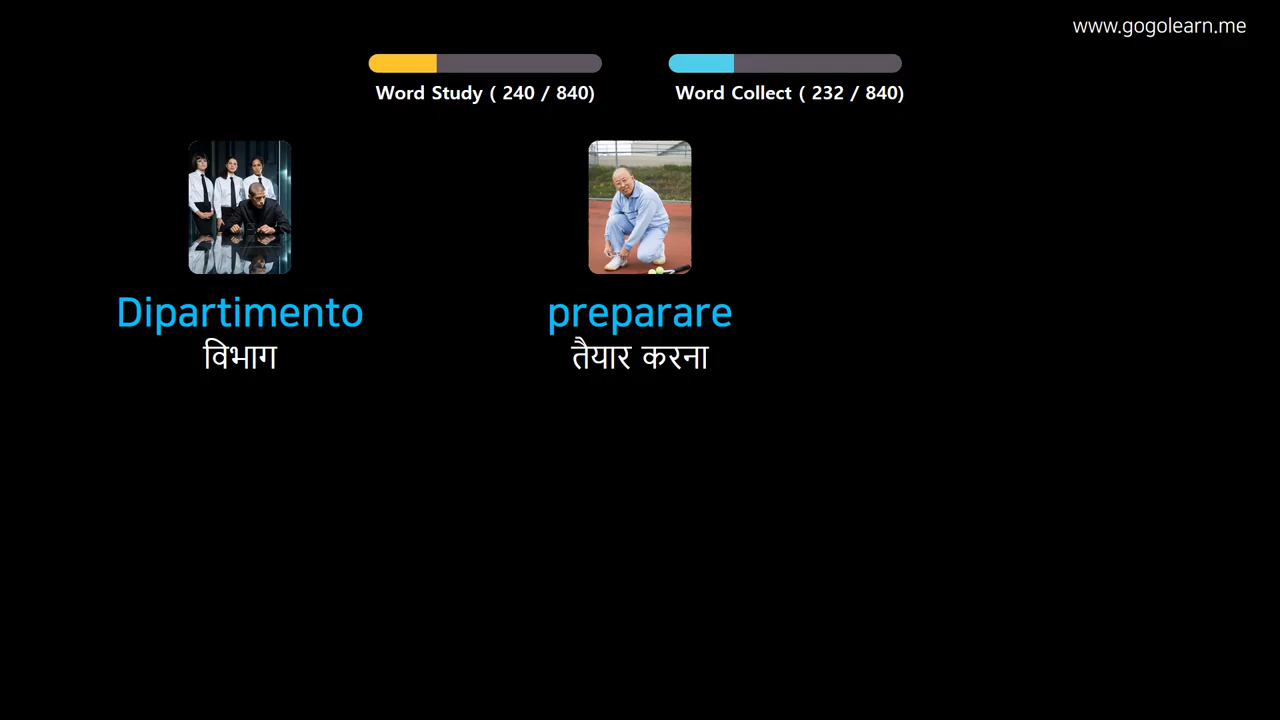 www.gogolearn.me
Word Study ( 240 / 840)
Word Collect ( 232 / 840)
Dipartimento
विभाग
preparare
तैयार करना